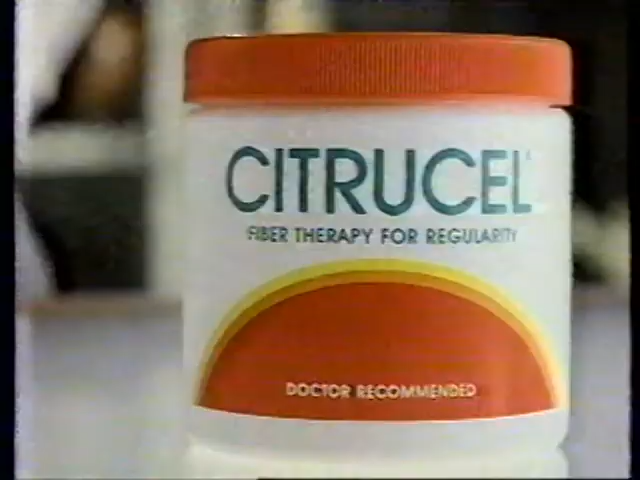 CITRUCEL
FIBER THERAPY FOR REGULARITY
DOCTOR RECOMMENDED